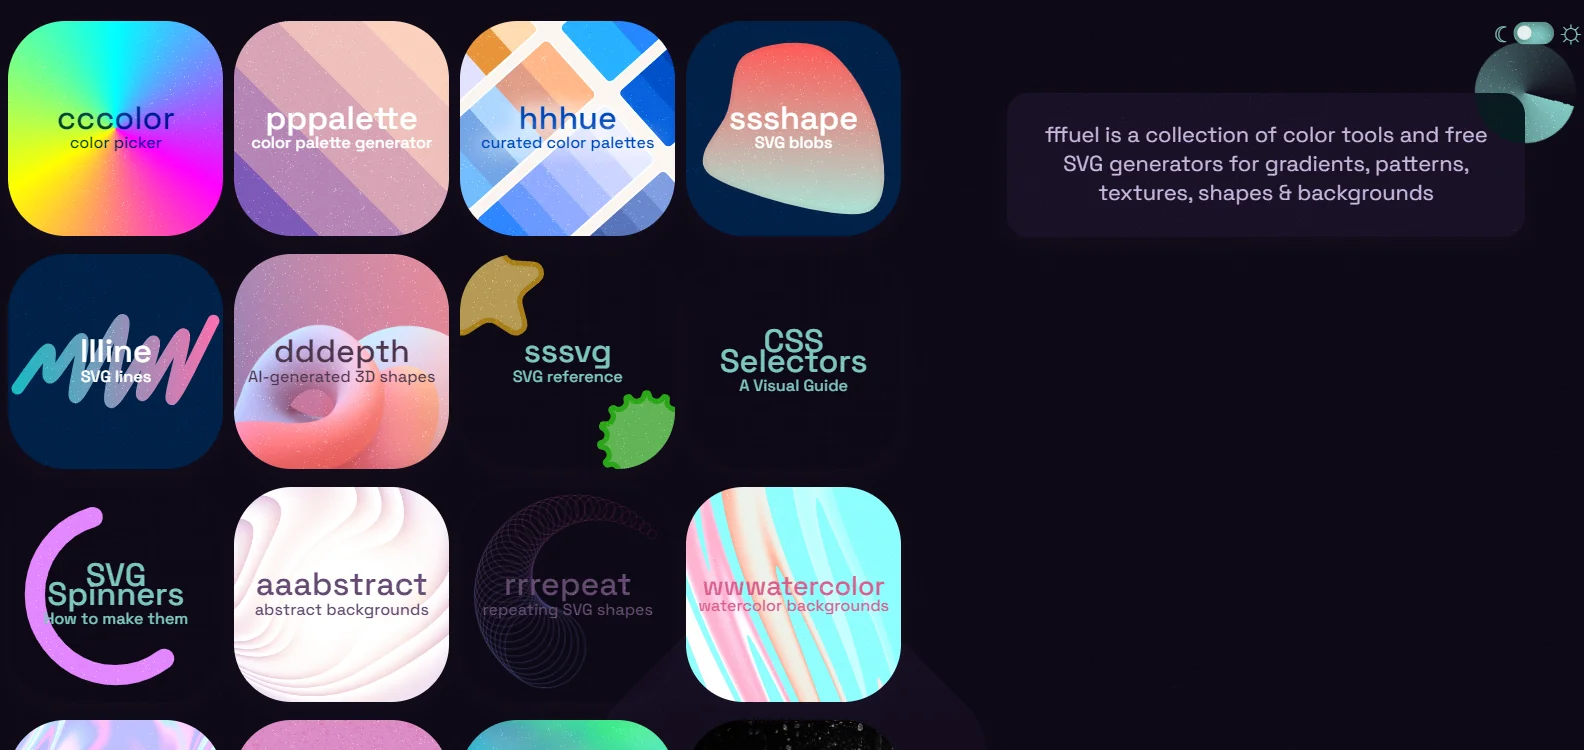 cccolor
color picker
pppalette
color palette generator
hhhue
curated color palettes
ssshape
SVG blobs
fffuel is a collection of color tools and free
SVG generators for gradients, patterns,
textures, shapes & backgrounds
llline
SVG lines
dddepth
AI-generated 3D shapes
sssvg
SVG reference
CSS
Selectors
A Visual Guide
SVG
Spinners
How to make them
aaabstract
abstract backgrounds
rrrepeat
repeating SVG shapes
wwwatercolor
watercolor backgrounds